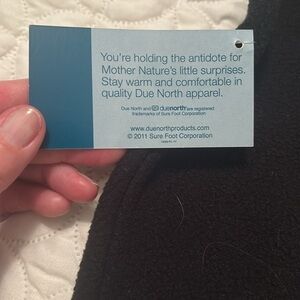 You're holding the antidote for
Mother Nature's little surprises.
Stay warm and comfortable in
quality Due North apparel.
Due North and duenorth are registered
trademarks of Sure Foot Corporation
www.duenorthproducts.com
© 2011 Sure Foot Corporation